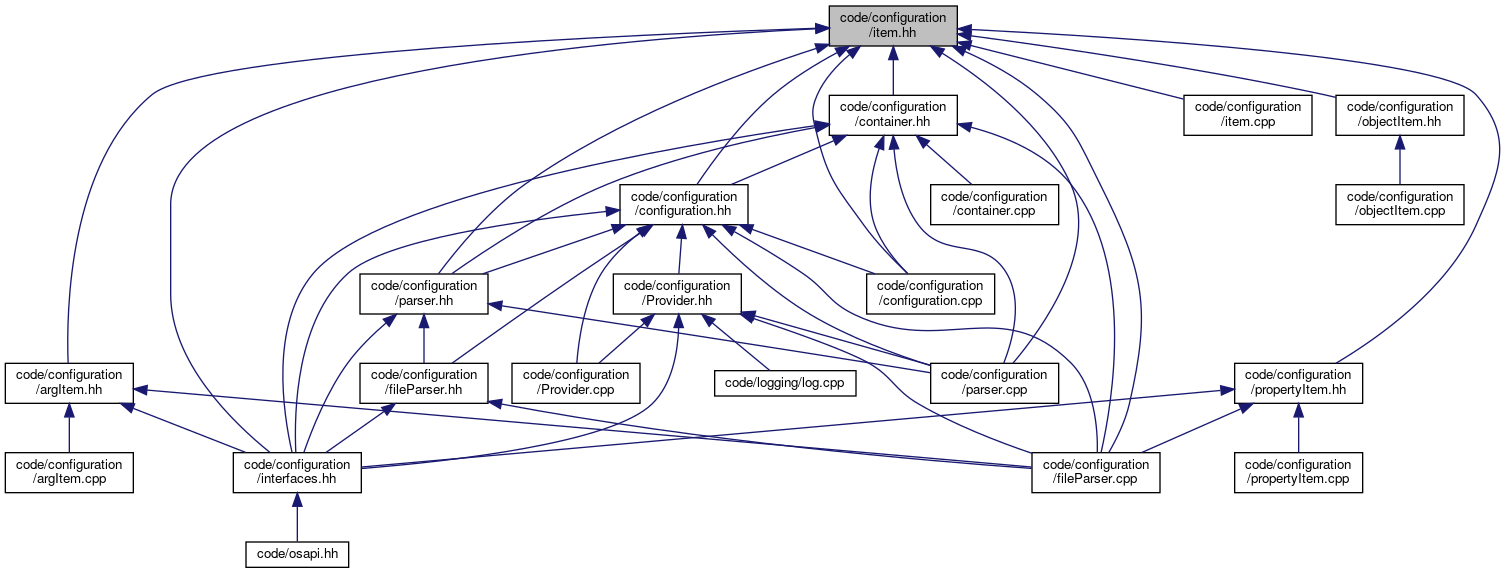 code/configuration
/item.hh
code/configuration
/container.hh
code/configuration
/item.cpp
code/configuration
/objectItem.hh
code/configuration
/configuration.hh
code/configuration
/container.cpp
code/configuration
/objectItem.cpp
code/configuration
/parser.hh
code/configuration
/Provider.hh
code/configuration
/configuration.cpp
code/configuration
/argItem.hh
code/configuration
/fileParser.hh
code/configuration
/Provider.cpp
code/logging/log.cpp
code/configuration
/parser.cpp
code/configuration
/propertyItem.hh
code/configuration
/argItem.cpp
code/configuration
/interfaces.hh
code/configuration
/fileParser.cpp
code/configuration
/propertyItem.cpp
code/osapi.hh